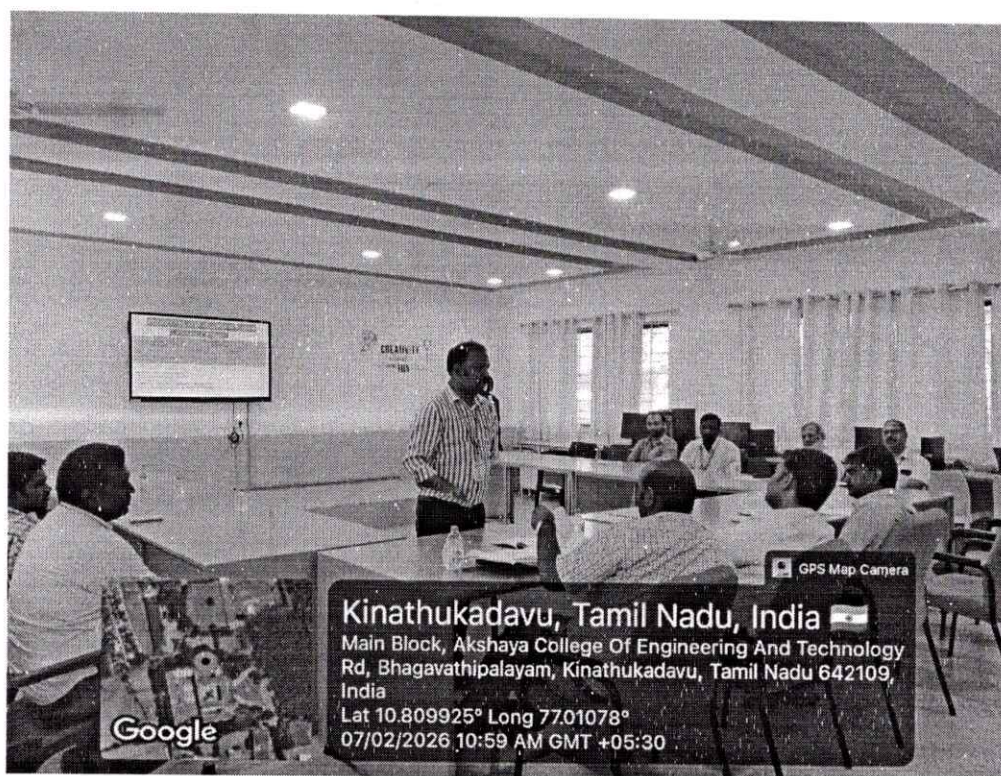 CREATIVITY
FUN
GPS Map Camera
Kinathukadavu, Tamil Nadu, India
Main Block, Akshaya College Of Engineering And Technology
Rd, Bhagavathipalayam, Kinathukadavu, Tamil Nadu 642109,
India
Lat 10.809925° Long 77.01078°
07/02/2026 10:59 AM GMT +05:30
Google